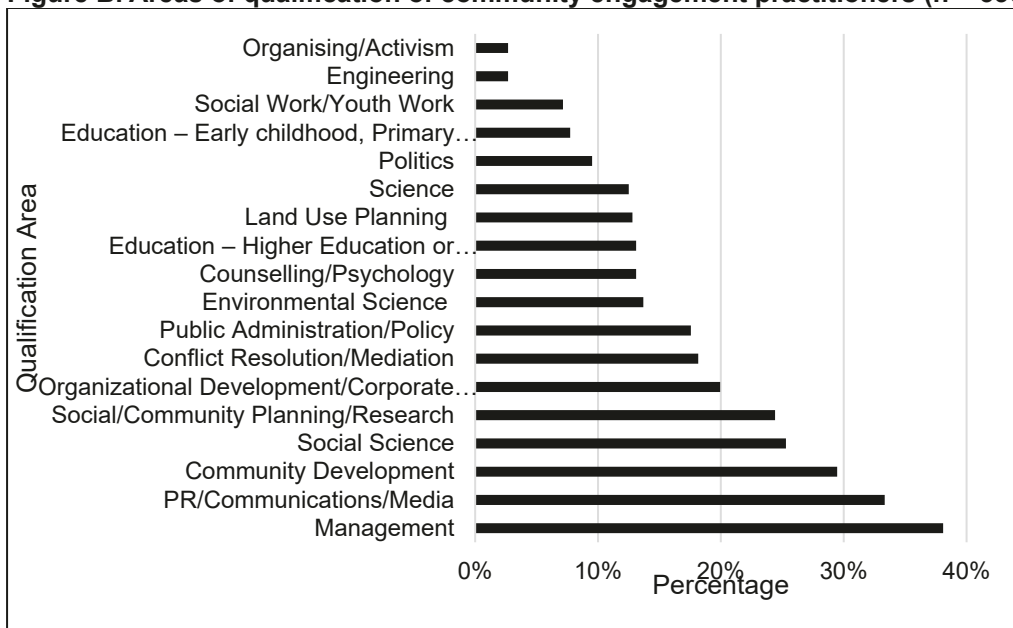 Organising/Activism
Engineering
Social Work/Youth Work
Education – Early childhood, Primary…
Politics
Science
Land Use Planning
Education – Higher Education or…
Counselling/Psychology
Environmental Science
Public Administration/Policy
Conflict Resolution/Mediation
Organizational Development/Corporate…
Social/Community Planning/Research
Social Science
Community Development
PR/Communications/Media
Management
Qualification Area
0% 10% 20% 30% 40%
Percentage